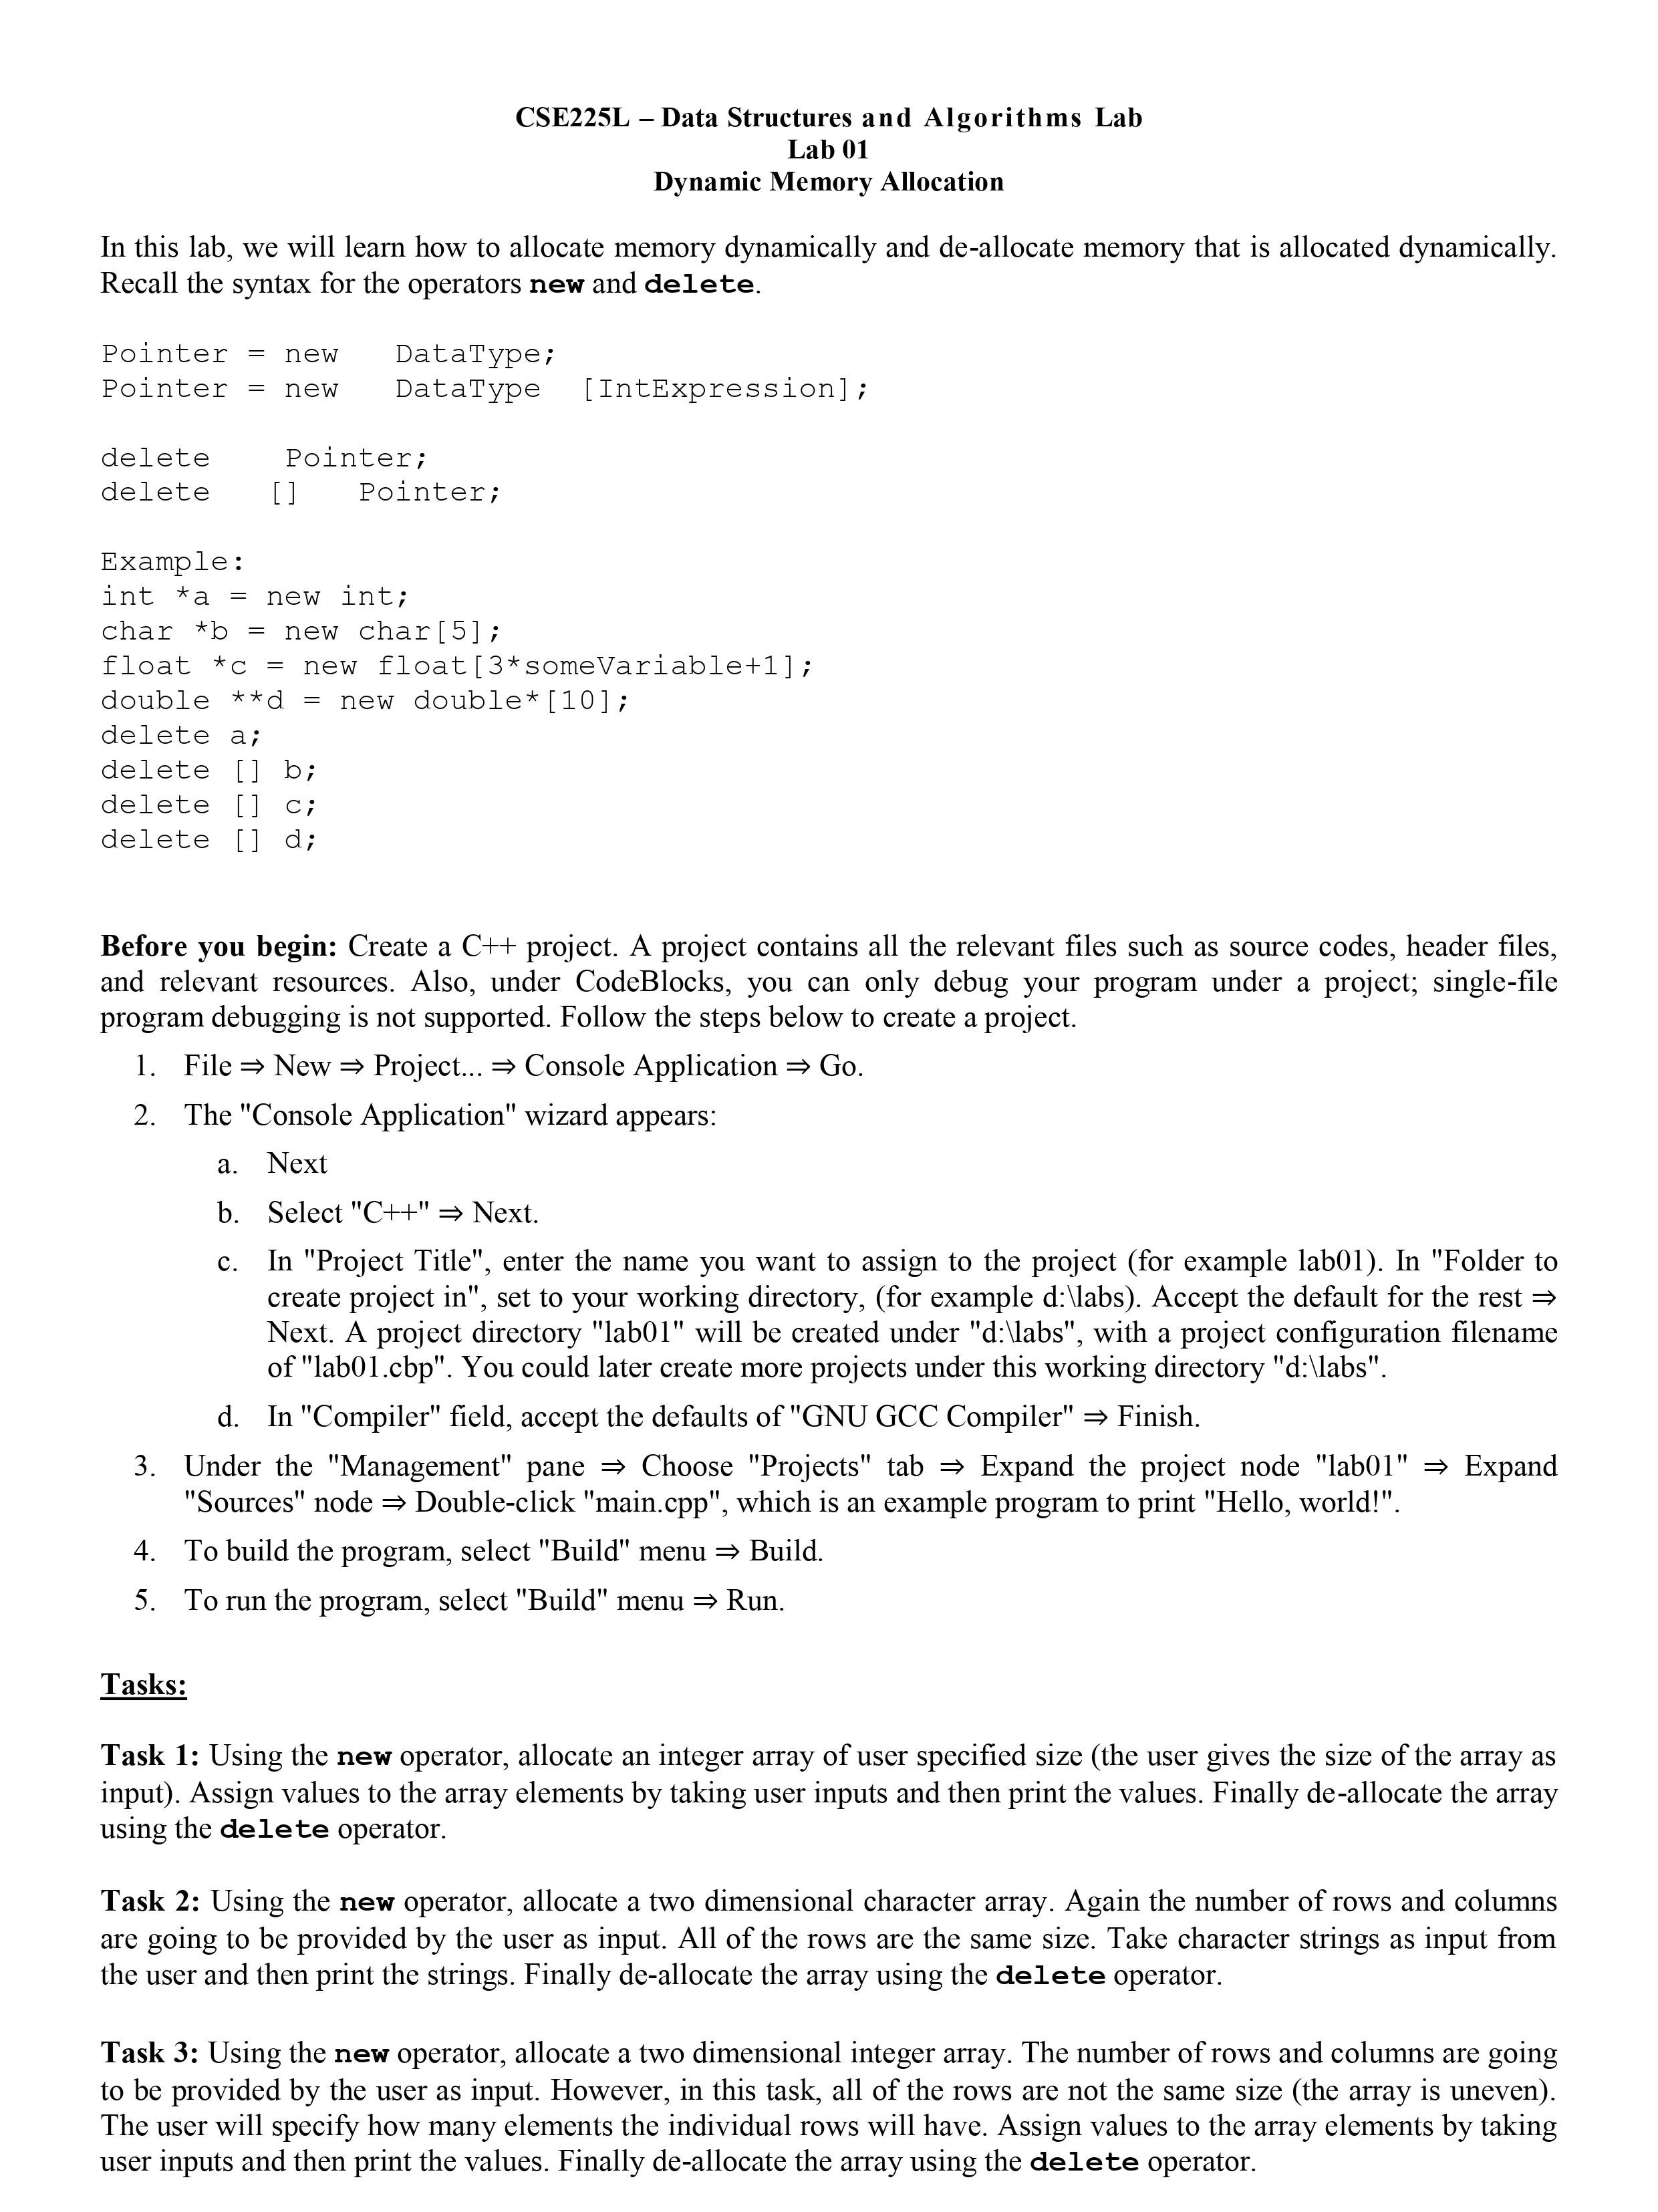 CSE225L – Data Structures and Algorithms Lab
Lab 01
Dynamic Memory Allocation
In this lab, we will learn how to allocate memory dynamically and de-allocate memory that is allocated dynamically.
Recall the syntax for the operators new and delete.
Pointer = new DataType;
Pointer = new DataType [IntExpression];
delete Pointer;
delete [] Pointer;
Example:
int *a = new int;
char *b = new char[5];
float *c = new float[3*someVariable+1];
double **d = new double*[10];
delete a;
delete [] b;
delete [] c;
delete [] d;
Before you begin: Create a C++ project. A project contains all the relevant files such as source codes, header files,
and relevant resources. Also, under CodeBlocks, you can only debug your program under a project; single-file
program debugging is not supported. Follow the steps below to create a project.
1. File ⇒ New ⇒ Project... ⇒ Console Application ⇒ Go.
2. The "Console Application" wizard appears:
a. Next
b. Select "C++" ⇒ Next.
c. In "Project Title", enter the name you want to assign to the project (for example lab01). In "Folder to
create project in", set to your working directory, (for example d:\labs). Accept the default for the rest ⇒
Next. A project directory "lab01" will be created under "d:\labs", with a project configuration filename
of "lab01.cbp". You could later create more projects under this working directory "d:\labs".
d. In "Compiler" field, accept the defaults of "GNU GCC Compiler" ⇒ Finish.
3. Under the "Management" pane ⇒ Choose "Projects" tab ⇒ Expand the project node "lab01" ⇒ Expand
"Sources" node ⇒ Double-click "main.cpp", which is an example program to print "Hello, world!".
4. To build the program, select "Build" menu ⇒ Build.
5. To run the program, select "Build" menu ⇒ Run.
Tasks:
Task 1: Using the new operator, allocate an integer array of user specified size (the user gives the size of the array as
input). Assign values to the array elements by taking user inputs and then print the values. Finally de-allocate the array
using the delete operator.
Task 2: Using the new operator, allocate a two dimensional character array. Again the number of rows and columns
are going to be provided by the user as input. All of the rows are the same size. Take character strings as input from
the user and then print the strings. Finally de-allocate the array using the delete operator.
Task 3: Using the new operator, allocate a two dimensional integer array. The number of rows and columns are going
to be provided by the user as input. However, in this task, all of the rows are not the same size (the array is uneven).
The user will specify how many elements the individual rows will have. Assign values to the array elements by taking
user inputs and then print the values. Finally de-allocate the array using the delete operator.